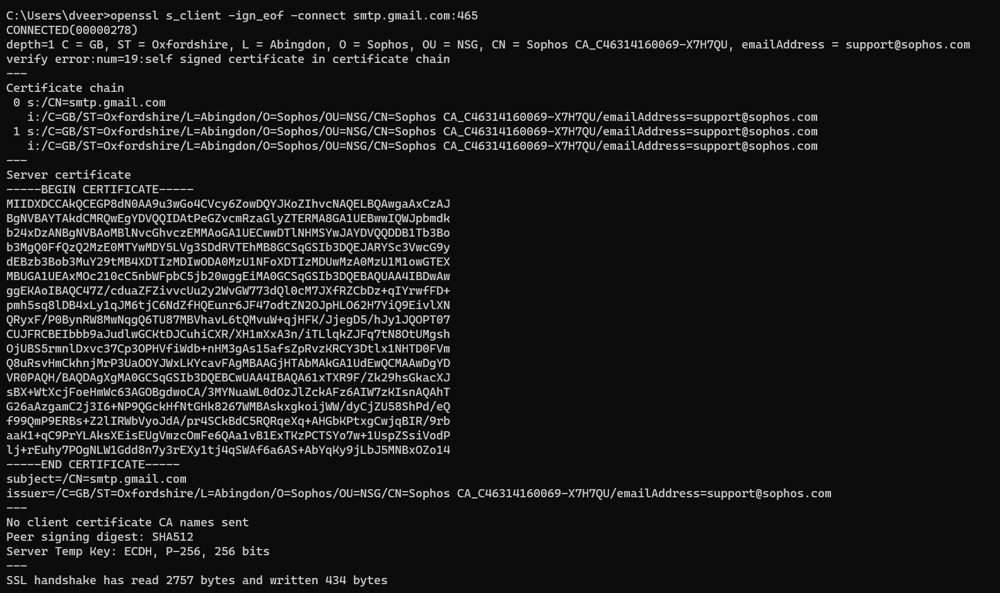 C:\Users\dveer>openssl s_client -ign_eof -connect smtp.gmail.com:465
CONNECTED(00000278)
depth=1 C = GB, ST = Oxfordshire, L = Abingdon, O = Sophos, OU = NSG, CN = Sophos CA_C46314160069-X7H7QU, emailAddress = support@sophos.com
verify error:num=19:self signed certificate in certificate chain
---
Certificate chain
 0 s:/CN=smtp.gmail.com
   i:/C=GB/ST=Oxfordshire/L=Abingdon/O=Sophos/OU=NSG/CN=Sophos CA_C46314160069-X7H7QU/emailAddress=support@sophos.com
 1 s:/C=GB/ST=Oxfordshire/L=Abingdon/O=Sophos/OU=NSG/CN=Sophos CA_C46314160069-X7H7QU/emailAddress=support@sophos.com
   i:/C=GB/ST=Oxfordshire/L=Abingdon/O=Sophos/OU=NSG/CN=Sophos CA_C46314160069-X7H7QU/emailAddress=support@sophos.com
---
Server certificate
-----BEGIN CERTIFICATE-----
MIIDXDCCAkQCEGP8dN0AA9u3wGo4CVcy6ZowDQYJKoZIhvcNAQELBQAwgaAxCzAJ
BgNVBAYTAkdCMRQwEgYDVQQIDAtPeGZvcmRzaGlyZTERMA8GA1UEBwwIQWJpbmdk
b24xDzANBgNVBAoMBlNvcGhvczEMMAoGA1UECwwDTlNHMSYwJAYDVQQDDB1Tb3Bo
b3MgQ0FfQzQ2MzE0MTYwMDY5LVg3SDdRVTEhMB8GCSqGSIb3DQEJARYSc3VwcG9y
dEBzb3Bob3MuY29tMB4XDTIzMDIwODA0MzU1NFoXDTIzMDUwMzA0MzU1M1owGTEX
MBUGA1UEAxMOc210cC5nbWFpbC5jb20wggEiMA0GCSqGSIb3DQEBAQUAA4IBDwAw
ggEKAoIBAQC47Z/cduaZFZivvcUu2y2WvGW773dQl0cM7JXfRZCbDz+qIYrwfFD+
pmh5sq8lDB4xLy1qJM6tjC6NdZfHQEunr6JF47odtZN2OJpHLO62H7YiQ9EivlXN
QRyxF/P0BynRW8MwNqgQ6TU87MBVhavL6tQMvuW+qjHFK/JjegD5/hJy1JQOPT07
CUJFRCBEIbbb9aJudlwGCKtDJCuhiCXR/XH1mXxA3n/iTLlqkZJFq7tN8OtUMgsh
OjUBS5rmnlDxvc37Cp3OPHVfiWdb+nHM3gAs15afsZpRvzKRCY3Dtlx1NHTD0FVm
Q8uRsvHmCkhnjMrP3UaOOYJWxLKYcavFAgMBAAGjHTAbMAkGA1UdEwQCMAAwDgYD
VR0PAQH/BAQDAgXgMA0GCSqGSIb3DQEBCwUAA4IBAQA61xTXR9F/Zk29hsGkacXJ
sBX+WtXcjFoeHmWc63AGOBgdwoCA/3MYNuaWL0dOzJlZckAFz6AIW7zKIsnAQAhT
G26aAzgamC2j3I6+NP9QGckHfNtGHk8267WMBAskxgkoijWW/dyCjZU58ShPd/eQ
f99QmP9ERBs+Z2lIRWbVyoJdA/pr4SCkBdC5RQRqeXq+AHGbKPtxgCwjqBIR/9rb
aaK1+qC9PrYLAksXEisEUgVmzcOmFe6QAa1vB1ExTKzPCTSYo7w+1UspZSsiVodP
lj+rEuhy7POgNLW1Gdd8n7y3rEXy1tj4qSWAf6a6AS+AbYqKy9jLbJ5MNBxOZo14
-----END CERTIFICATE-----
subject=/CN=smtp.gmail.com
issuer=/C=GB/ST=Oxfordshire/L=Abingdon/O=Sophos/OU=NSG/CN=Sophos CA_C46314160069-X7H7QU/emailAddress=support@sophos.com
---
No client certificate CA names sent
Peer signing digest: SHA512
Server Temp Key: ECDH, P-256, 256 bits
---
SSL handshake has read 2757 bytes and written 434 bytes